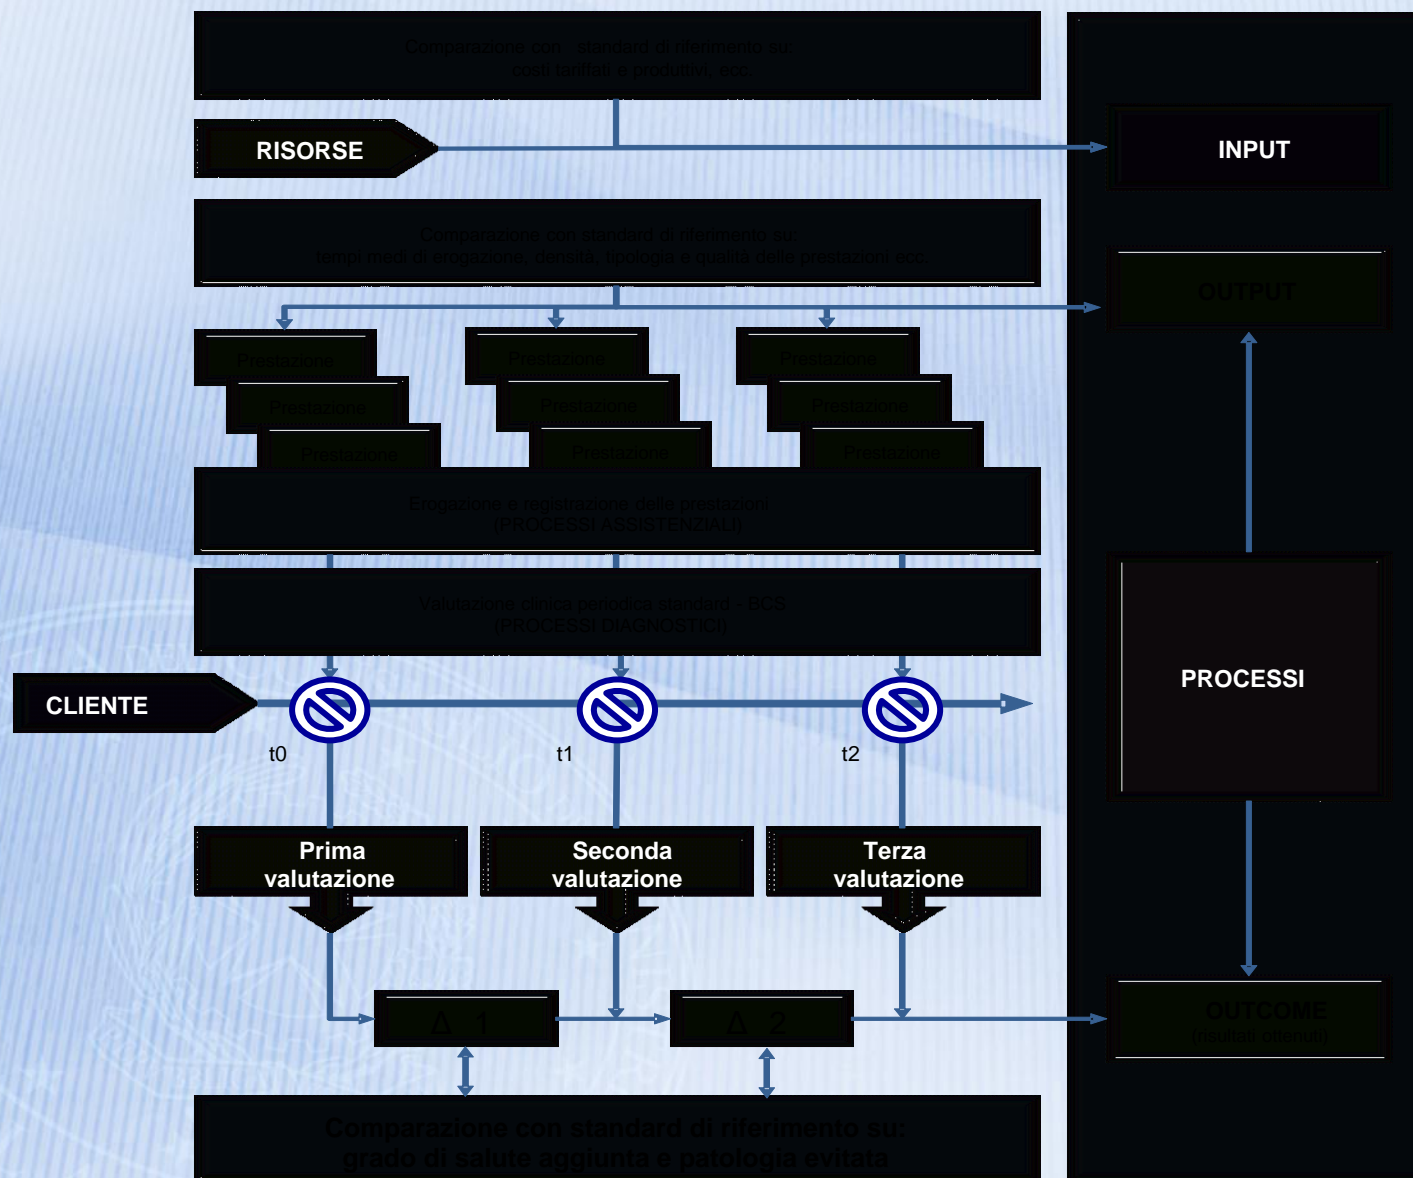 Comparazione con standard di riferimento su:
costi tariffati e produttivi, ecc.
RISORSE
INPUT
Comparazione con standard di riferimento su:
tempi medi di erogazione, densità, tipologia e qualità delle prestazioni ecc.
OUTPUT
Prestazione
Prestazione
Prestazione
Prestazione
Prestazione
Prestazione
Prestazione
Prestazione
Prestazione
Erogazione e registrazione delle prestazioni
(PROCESSI ASSISTENZIALI)
Valutazione clinica periodica standard - BCS
(PROCESSI DIAGNOSTICI)
PROCESSI
CLIENTE
t0
t1
t2
Prima
valutazione
Seconda
valutazione
Terza
valutazione
Δ 1
Δ 2
OUTCOME
(risultati ottenuti)
Comparazione con standard di riferimento su:
grado di salute aggiunta e patologia evitata